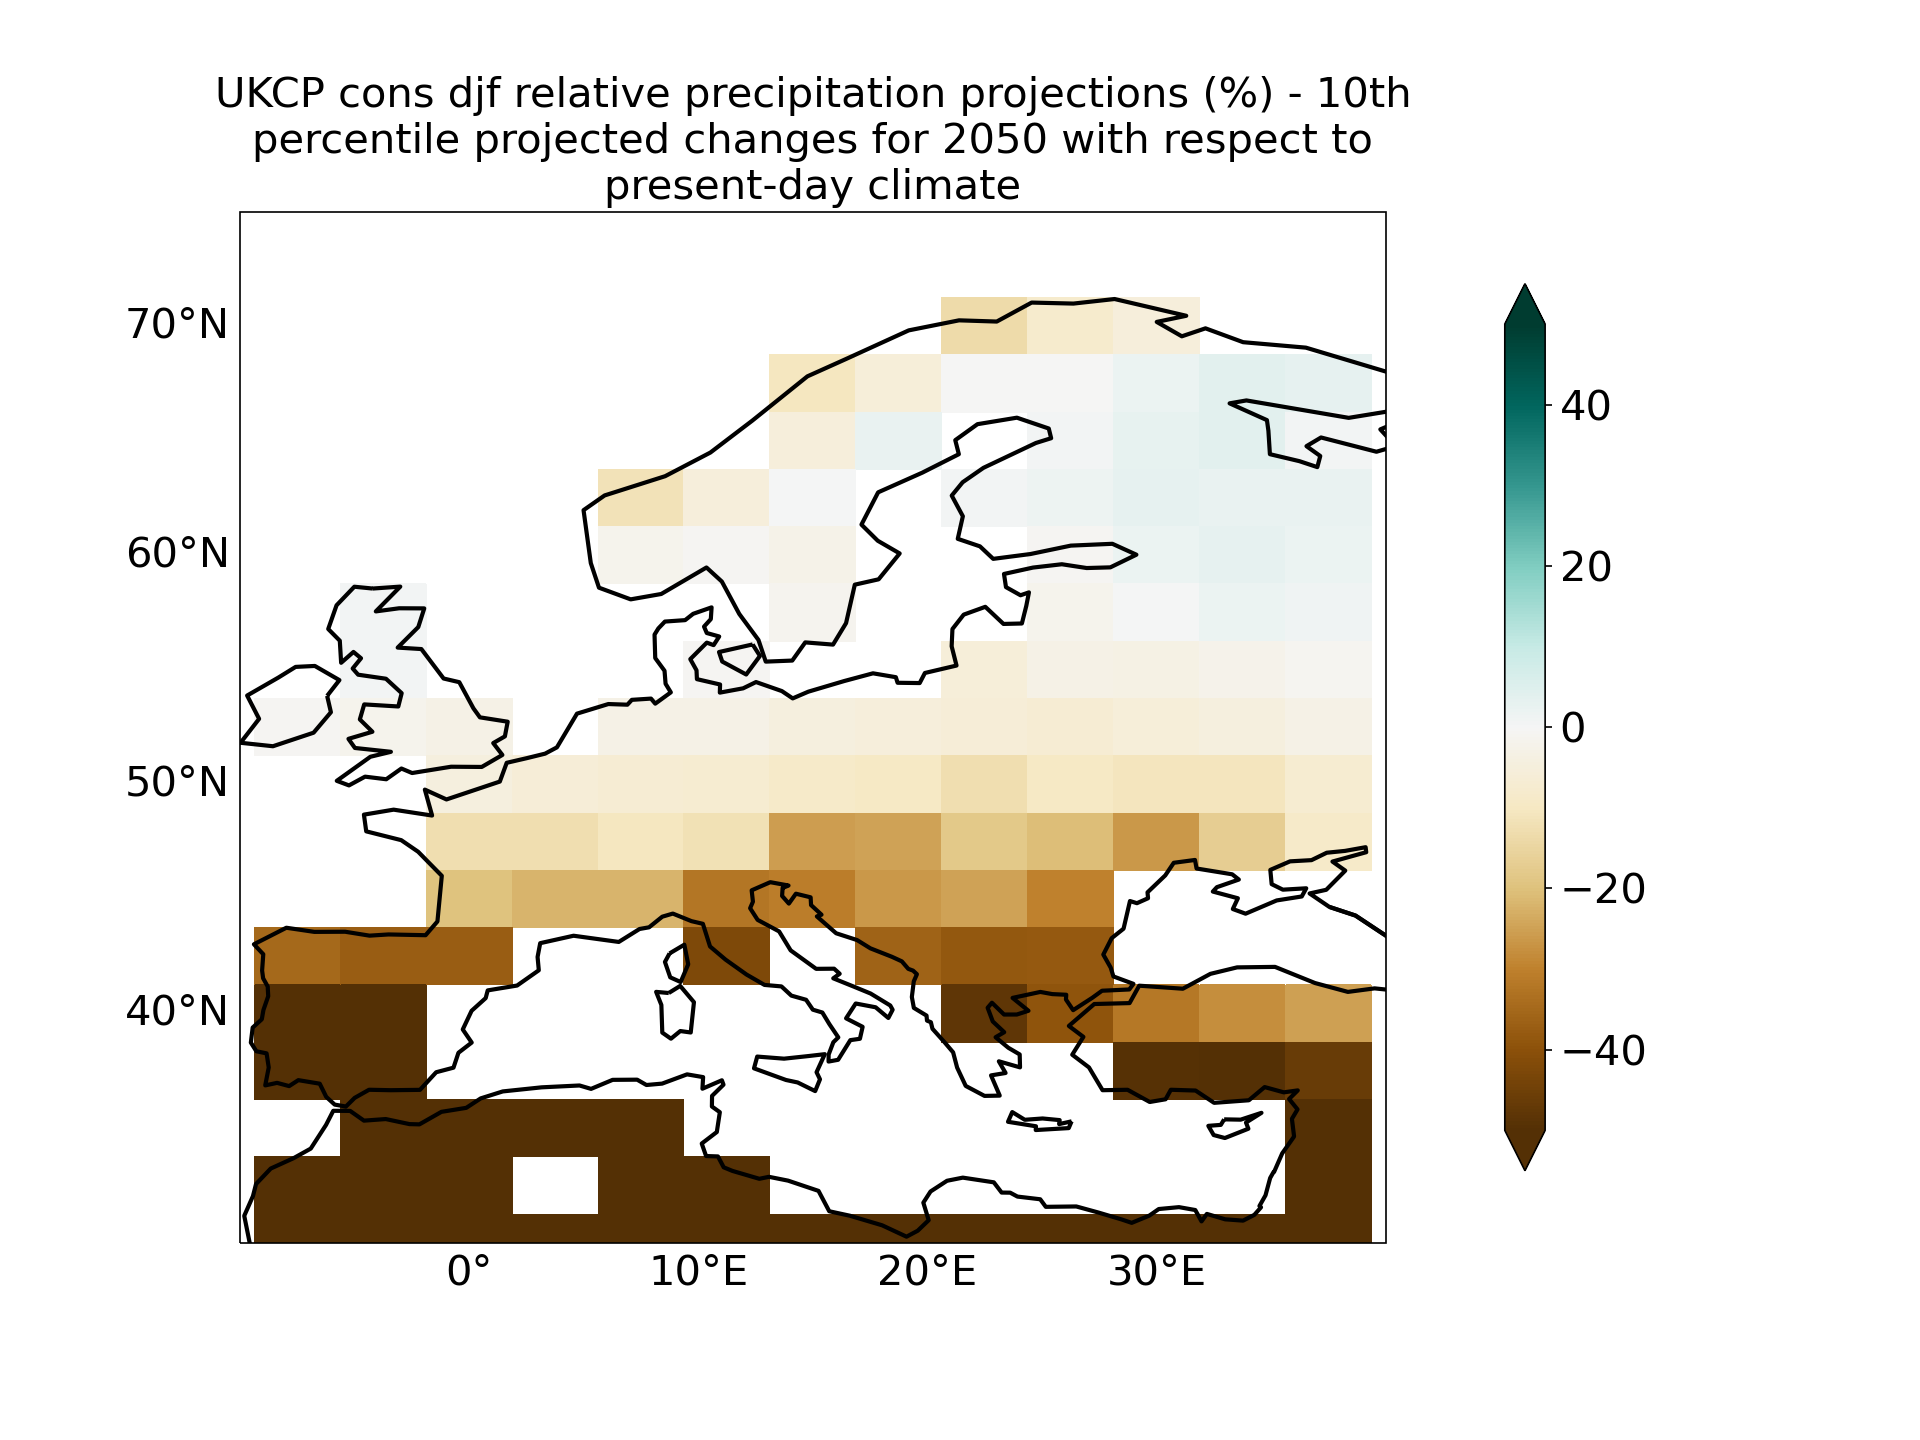 UKCP cons djf relative precipitation projections (%) - 10th
percentile projected changes for 2050 with respect to
present-day climate
70°N
60°N
50°N
40°N
0°
10°E
20°E
30°E
40
20
0
−20
−40